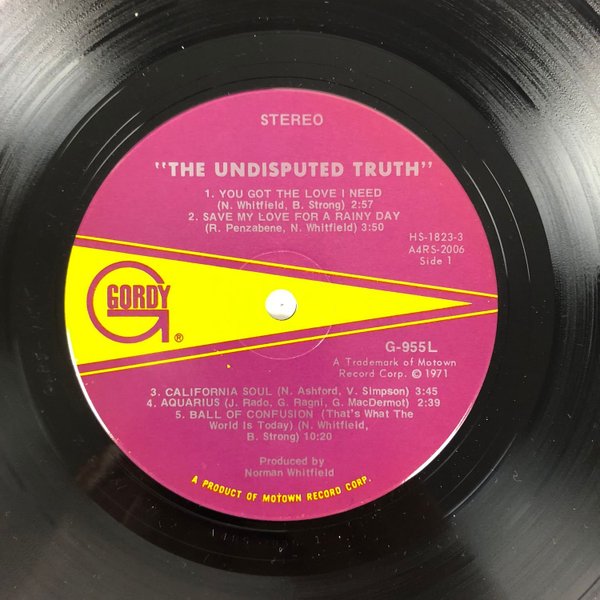 STEREO
"THE UNDISPUTED TRUTH"
1. YOU GOT THE LOVE I NEED
(N. Whitfield, B. Strong) 2:57
2. SAVE MY LOVE FOR A RAINY DAY
(R. Penzabene, N. Whitfield) 3:50
HS-1823-3
A4RS-2006
Side 1
GORDY
®
G-955L
A Trademark of Motown
Record Corp. © 1971
3. CALIFORNIA SOUL (N. Ashford, V. Simpson) 3:45
4. AQUARIUS (J. Rado, G. Ragni, G. MacDermot) 2:39
5. BALL OF CONFUSION (That's What The
World Is Today) (N. Whitfield,
B. Strong) 10:20
Produced by
Norman Whitfield
A PRODUCT OF MOTOWN RECORD CORP.